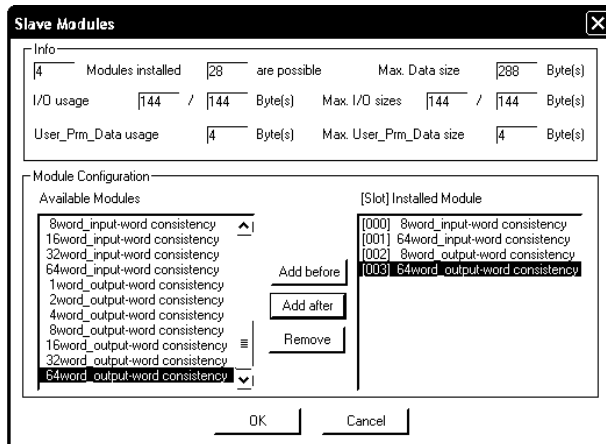 Slave Modules
Info
4 Modules installed 28 are possible Max. Data size 288 Byte(s)
I/O usage 144 / 144 Byte(s) Max. I/O sizes 144 / 144 Byte(s)
User_Prm_Data usage 4 Byte(s) Max. User_Prm_Data size 4 Byte(s)
Module Configuration
Available Modules
8word_input-word consistency
16word_input-word consistency
32word_input-word consistency
64word_input-word consistency
1word_output-word consistency
2word_output-word consistency
4word_output-word consistency
8word_output-word consistency
16word_output-word consistency
32word_output-word consistency
64word_output-word consistency
Add before
Add after
Remove
[Slot] Installed Module
[000] 8word_input-word consistency
[001] 64word_input-word consistency
[002] 8word_output-word consistency
[003] 64word_output-word consistency
OK Cancel